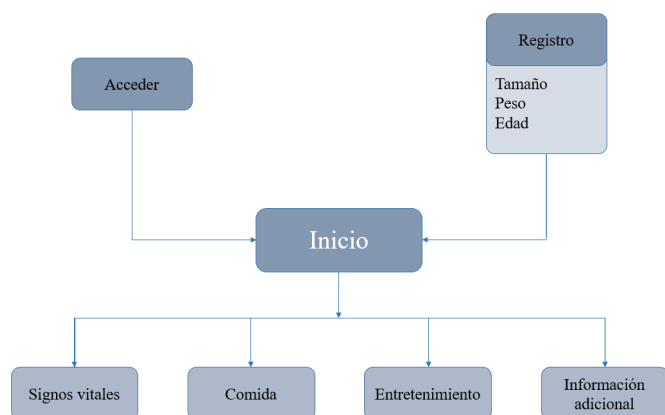 Registro
Acceder
Tamaño
Peso
Edad
Inicio
Signos vitales
Comida
Entretenimiento
Información
adicional